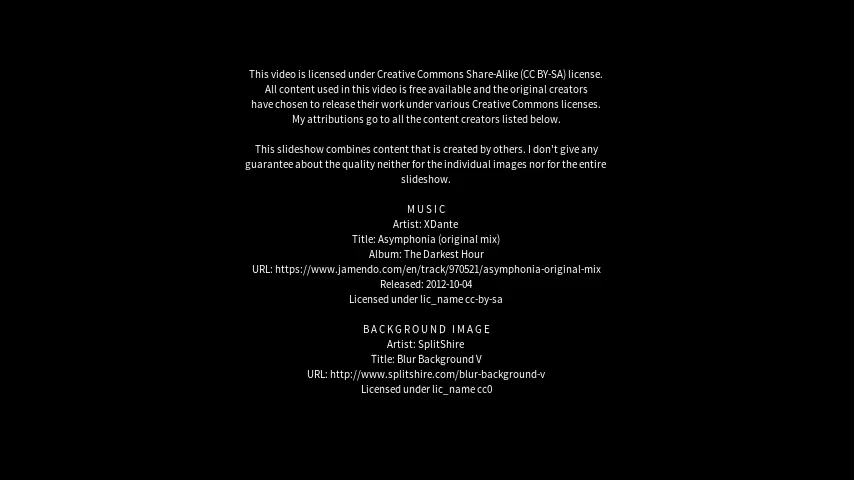 This video is licensed under Creative Commons Share-Alike (CC BY-SA) license.
All content used in this video is free available and the original creators
have chosen to release their work under various Creative Commons licenses.
My attributions go to all the content creators listed below.
This slideshow combines content that is created by others. I don't give any
guarantee about the quality neither for the individual images nor for the entire
slideshow.
M U S I C
Artist: XDante
Title: Asymphonia (original mix)
Album: The Darkest Hour
URL: https://www.jamendo.com/en/track/970521/asymphonia-original-mix
Released: 2012-10-04
Licensed under lic_name cc-by-sa
B A C K G R O U N D   I M A G E
Artist: SplitShire
Title: Blur Background V
URL: http://www.splitshire.com/blur-background-v
Licensed under lic_name cc0